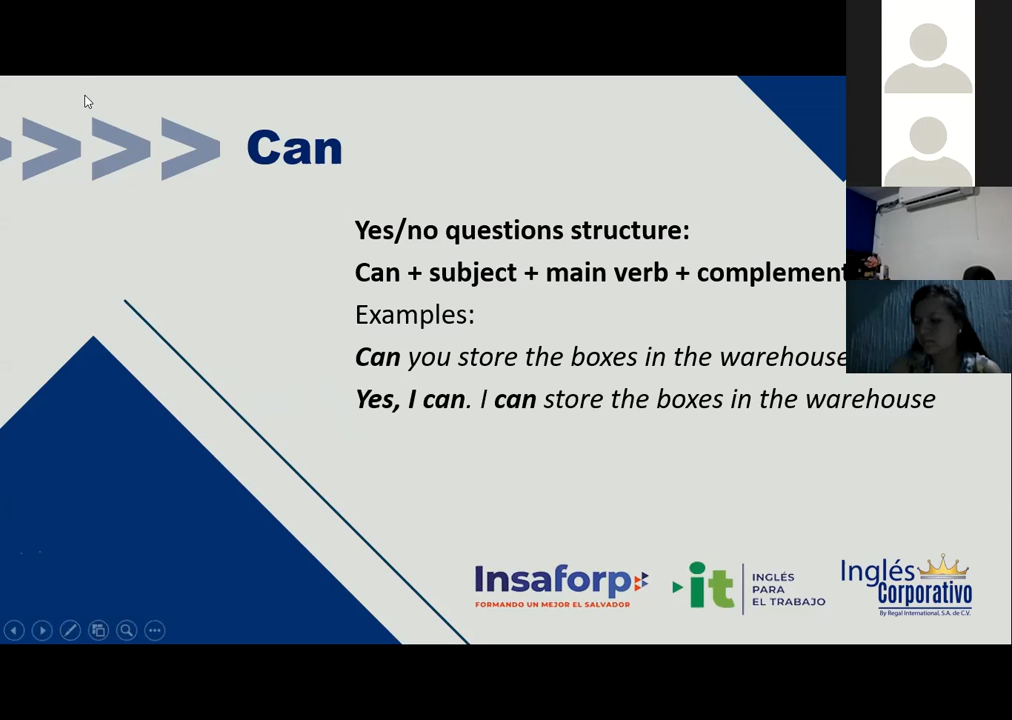 >>>> Can
Yes/no questions structure:
Can + subject + main verb + complement
Examples:
Can you store the boxes in the warehouse
Yes, I can. I can store the boxes in the warehouse
Insaforp
FORMANDO UN MEJOR EL SALVADOR
it
INGLÉS
PARA
EL TRABAJO
Inglés
Corporativo
By Regal International, S.A. de C.V.